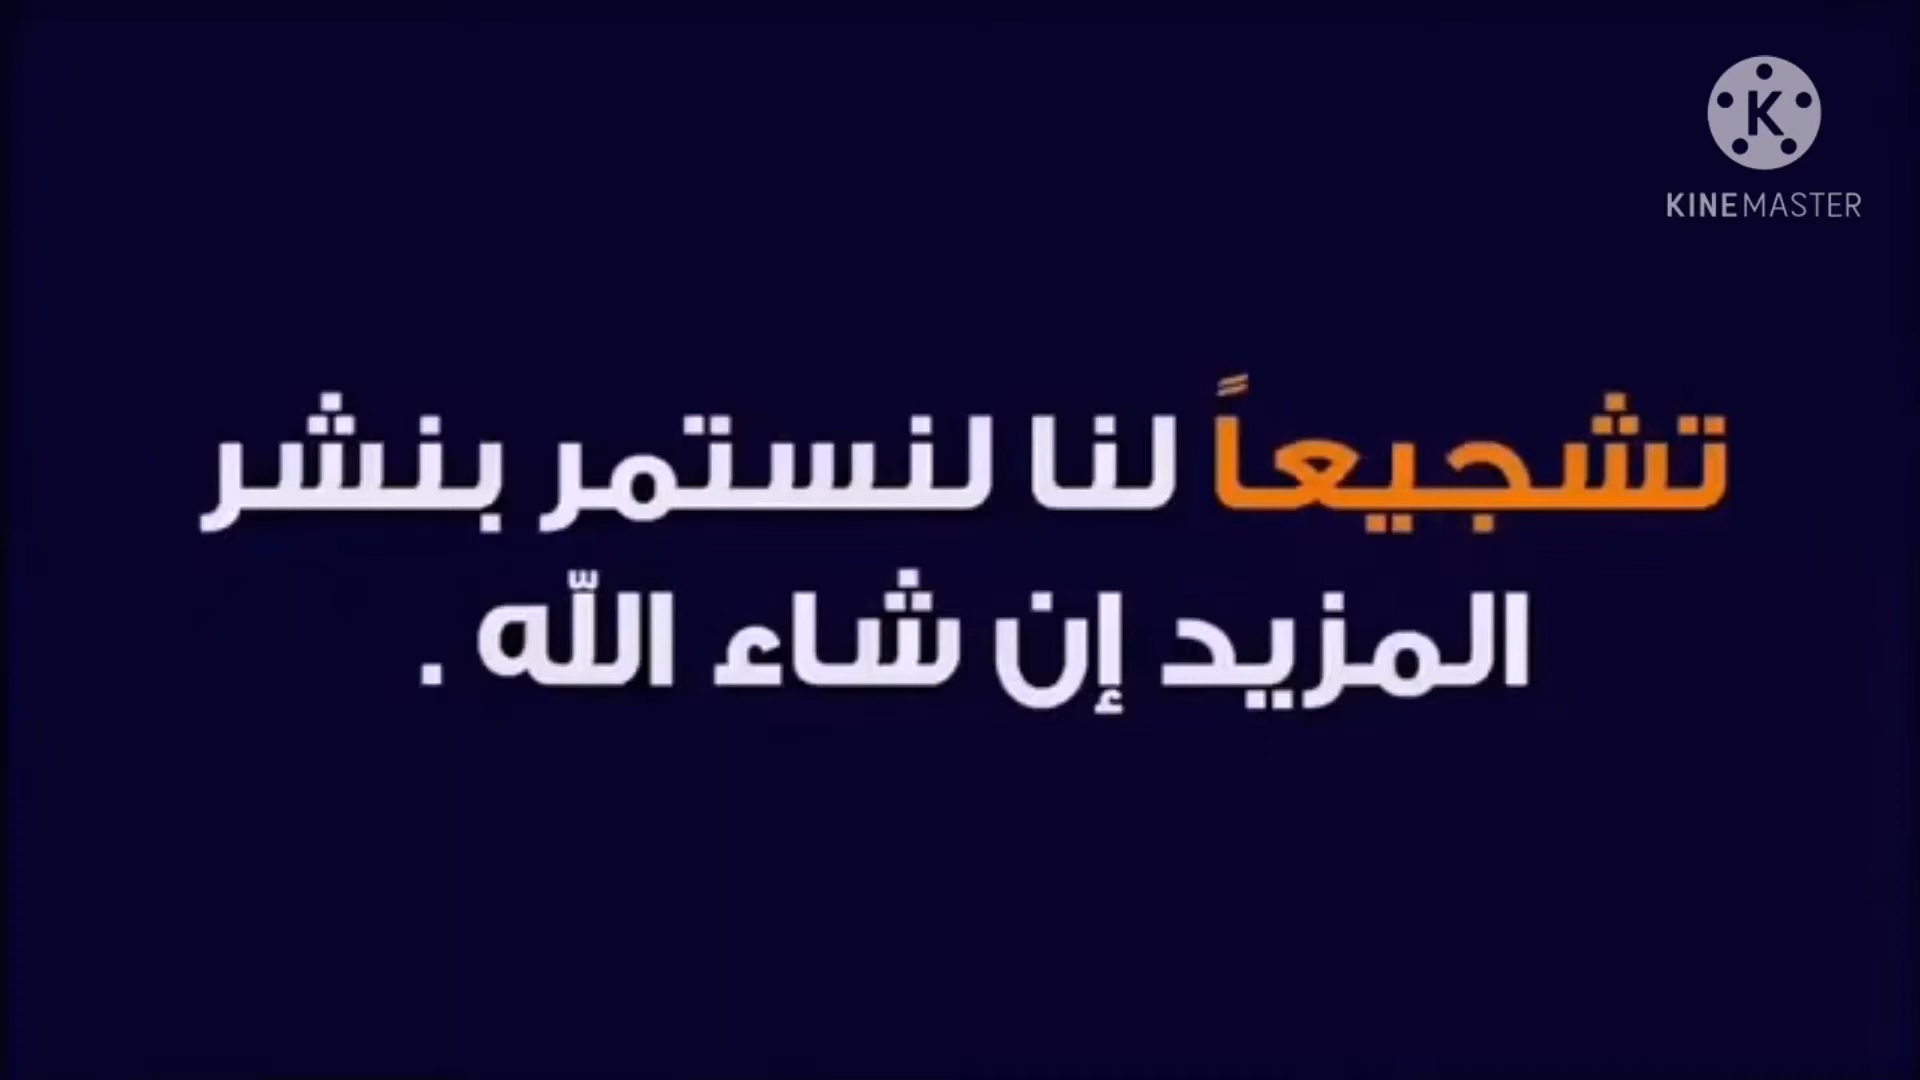 K
KINEMASTER
تشجيعاً لنا لنستمر بنشر
المزيد إن شاء اللّه .